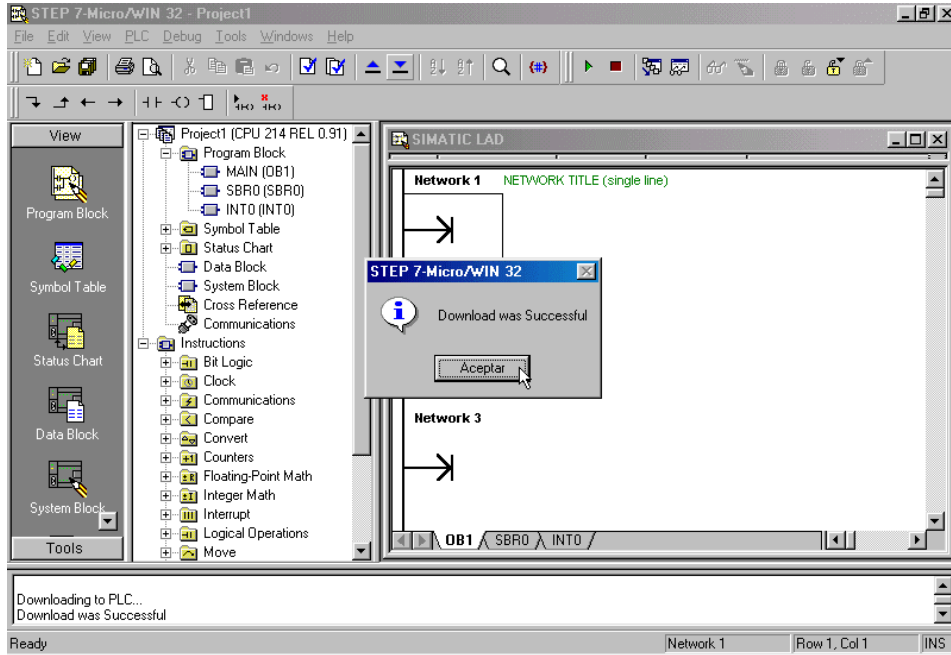 STEP 7-Micro/WIN 32 - Project1
File Edit View PLC Debug Tools Windows Help
View
Program Block
Symbol Table
Status Chart
Data Block
System Block
Tools
Project1 (CPU 214 REL 0.91)
Program Block
MAIN (OB1)
SBR0 (SBR0)
INT0 (INT0)
Symbol Table
Status Chart
Data Block
System Block
Cross Reference
Communications
Instructions
Bit Logic
Clock
Communications
Compare
Convert
Counters
Floating-Point Math
Integer Math
Interrupt
Logical Operations
Move
SIMATIC LAD
Network 1 NETWORK TITLE (single line)
STEP 7-Micro/WIN 32
Download was Successful
Aceptar
Network 3
OB1 SBR0 INT0
Downloading to PLC...
Download was Successful
Ready Network 1 Row 1, Col 1 INS